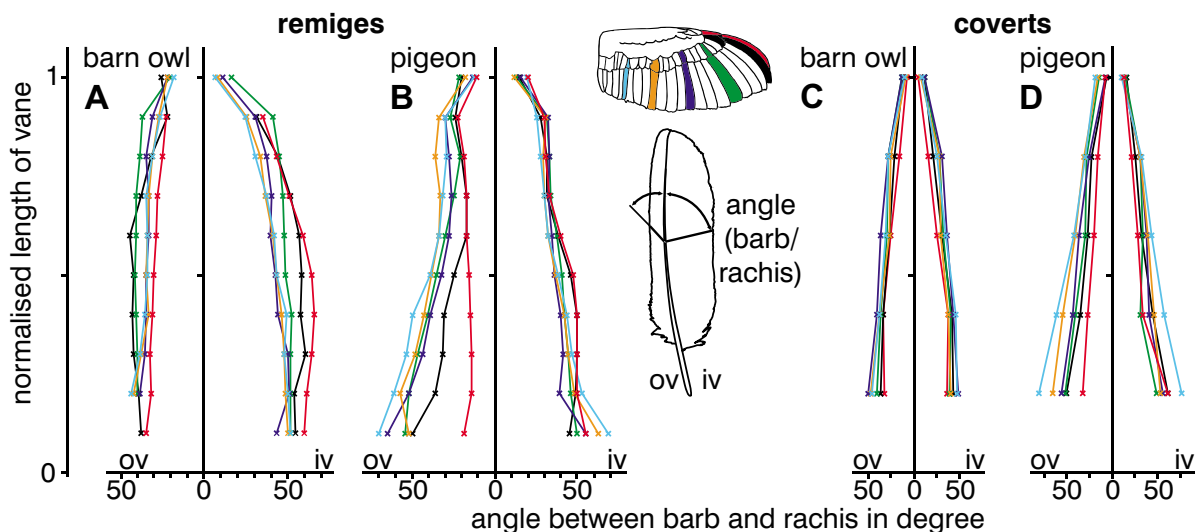 remiges
coverts
barn owl
pigeon
barn owl
pigeon
1
A
B
C
D
normalised length of vane
angle
(barb/
rachis)
ov iv
0
ov iv
ov iv
ov iv
ov iv
50 0 50
50 0 50
50 0 50
50 0 50
angle between barb and rachis in degree